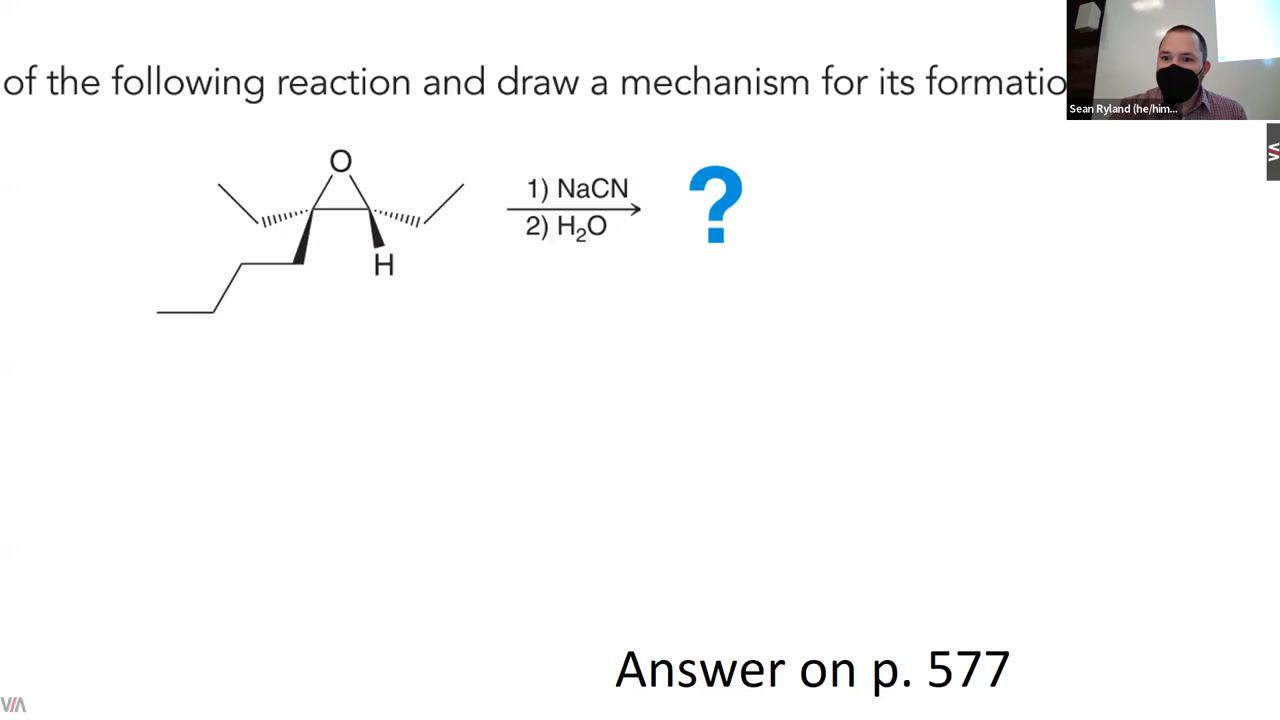 of the following reaction and draw a mechanism for its formatio
Sean Ryland (he/him...
O
1) NaCN
2) H₂O
?
H
Answer on p. 577
VIA